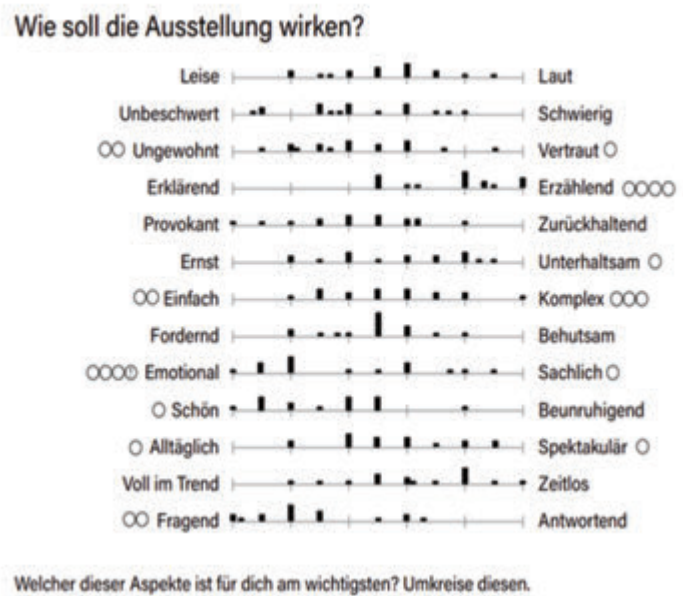 Wie soll die Ausstellung wirken?
Leise Laut
Unbeschwert Schwierig
Ungewohnt Vertraut
Erklärend Erzählend
Provokant Zurückhaltend
Ernst Unterhaltsam
Einfach Komplex
Fordernd Behutsam
Emotional Sachlich
Schön Beunruhigend
Alltäglich Spektakulär
Voll im Trend Zeitlos
Fragend Antwortend
Welcher dieser Aspekte ist für dich am wichtigsten? Umkreise diesen.